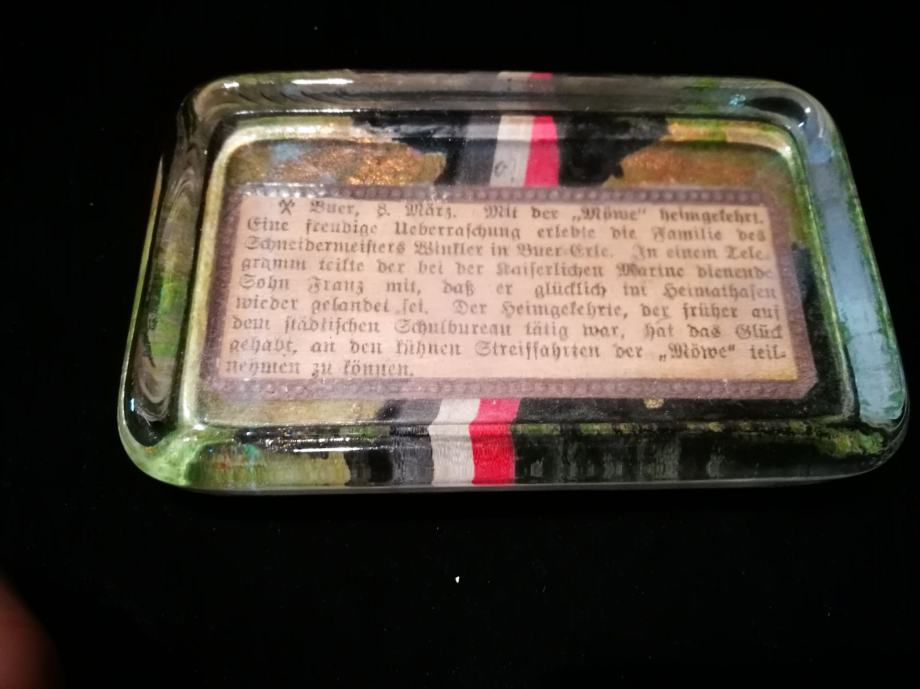 ⚒ Buer, 8. März. Mit der „Möwe“ heimgekehrt.
Eine freudige Ueberraschung erlebte die Familie des
Schneidermeisters Winkler in Buer-Erle. In einem Tele-
gramm teilte der bei der Kaiserlichen Marine dienende
Sohn Franz mit, daß er glücklich im Heimathafen
wieder gelandet sei. Der Heimgekehrte, der früher auf
dem städtischen Schulbureau tätig war, hat das Glück
gehabt, an den kühnen Streiffahrten der „Möwe“ teil-
nehmen zu können.